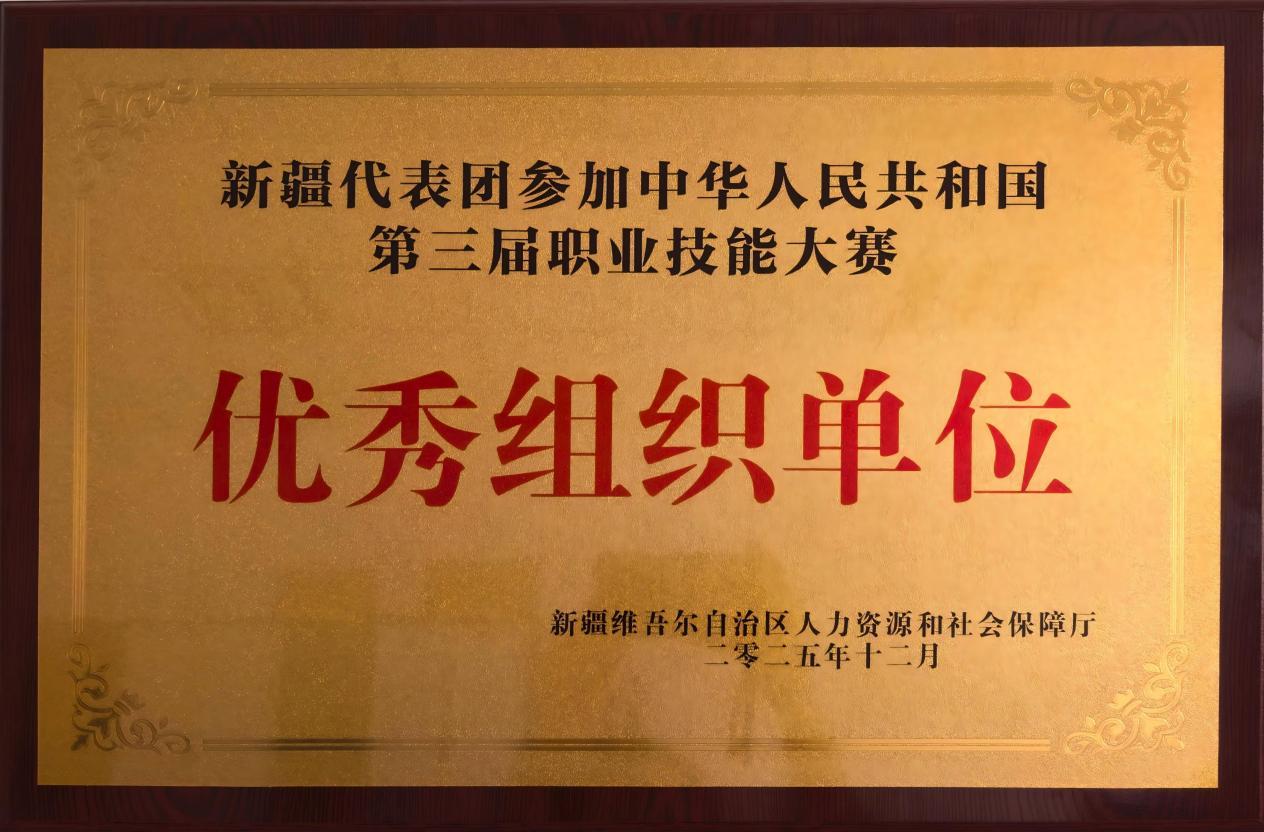 新疆代表团参加中华人民共和国
第三届职业技能大赛
优秀组织单位
新疆维吾尔自治区人力资源和社会保障厅
二零二五年十二月